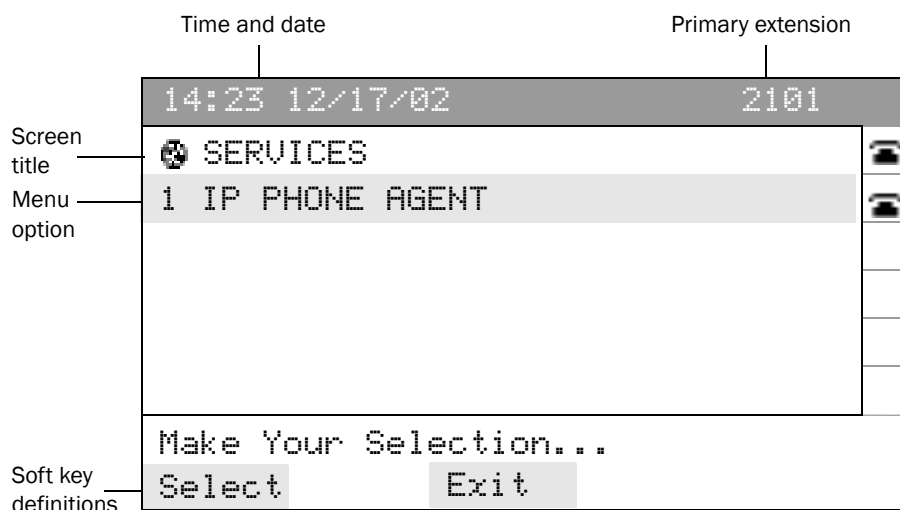 Time and date
Primary extension
14:23 12/17/02 2101
Screen
title
SERVICES
Menu
option
1 IP PHONE AGENT
Make Your Selection...
Soft key
definitions
Select Exit